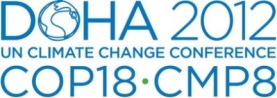 DOHA 2012
UN CLIMATE CHANGE CONFERENCE
COP18·CMP8